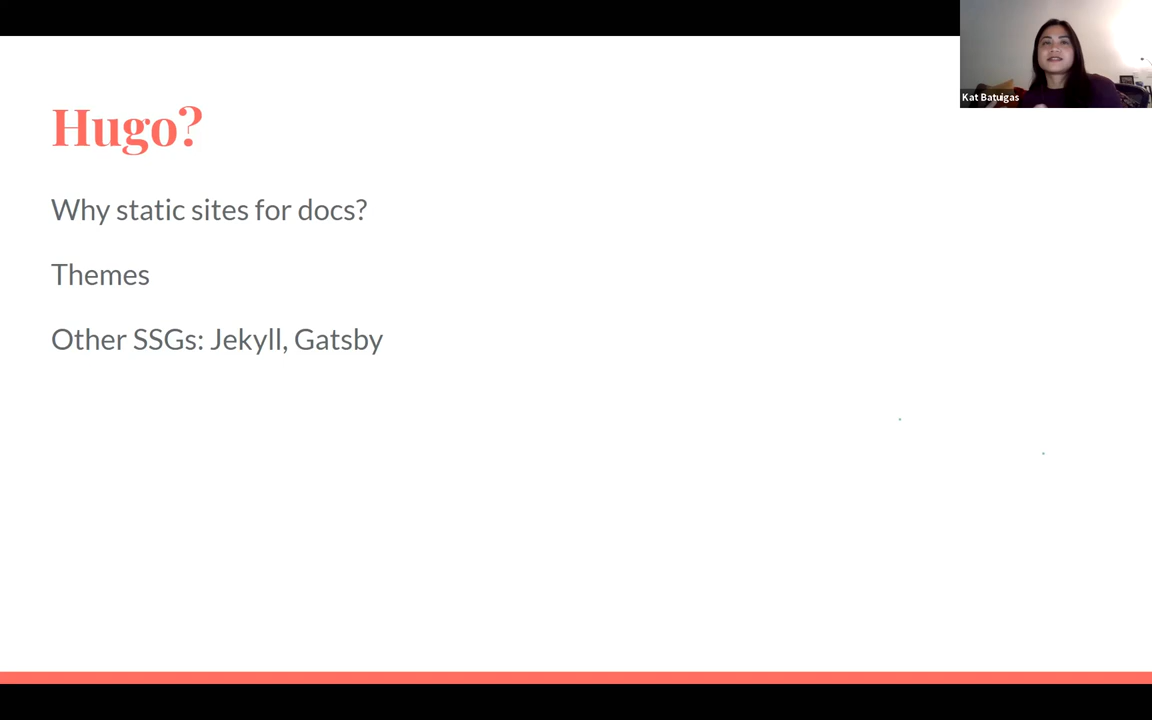 Hugo?
Why static sites for docs?
Themes
Other SSGs: Jekyll, Gatsby
Kat Batuigas